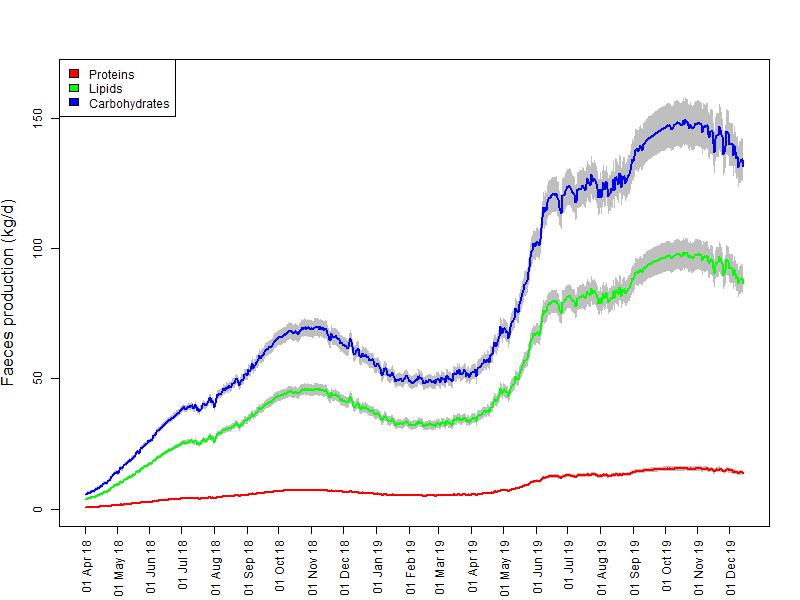 Proteins
Lipids
Carbohydrates
Faeces production (kg/d)
150
100
50
0
01 Apr 18
01 May 18
01 Jun 18
01 Jul 18
01 Aug 18
01 Sep 18
01 Oct 18
01 Nov 18
01 Dec 18
01 Jan 19
01 Feb 19
01 Mar 19
01 Apr 19
01 May 19
01 Jun 19
01 Jul 19
01 Aug 19
01 Sep 19
01 Oct 19
01 Nov 19
01 Dec 19